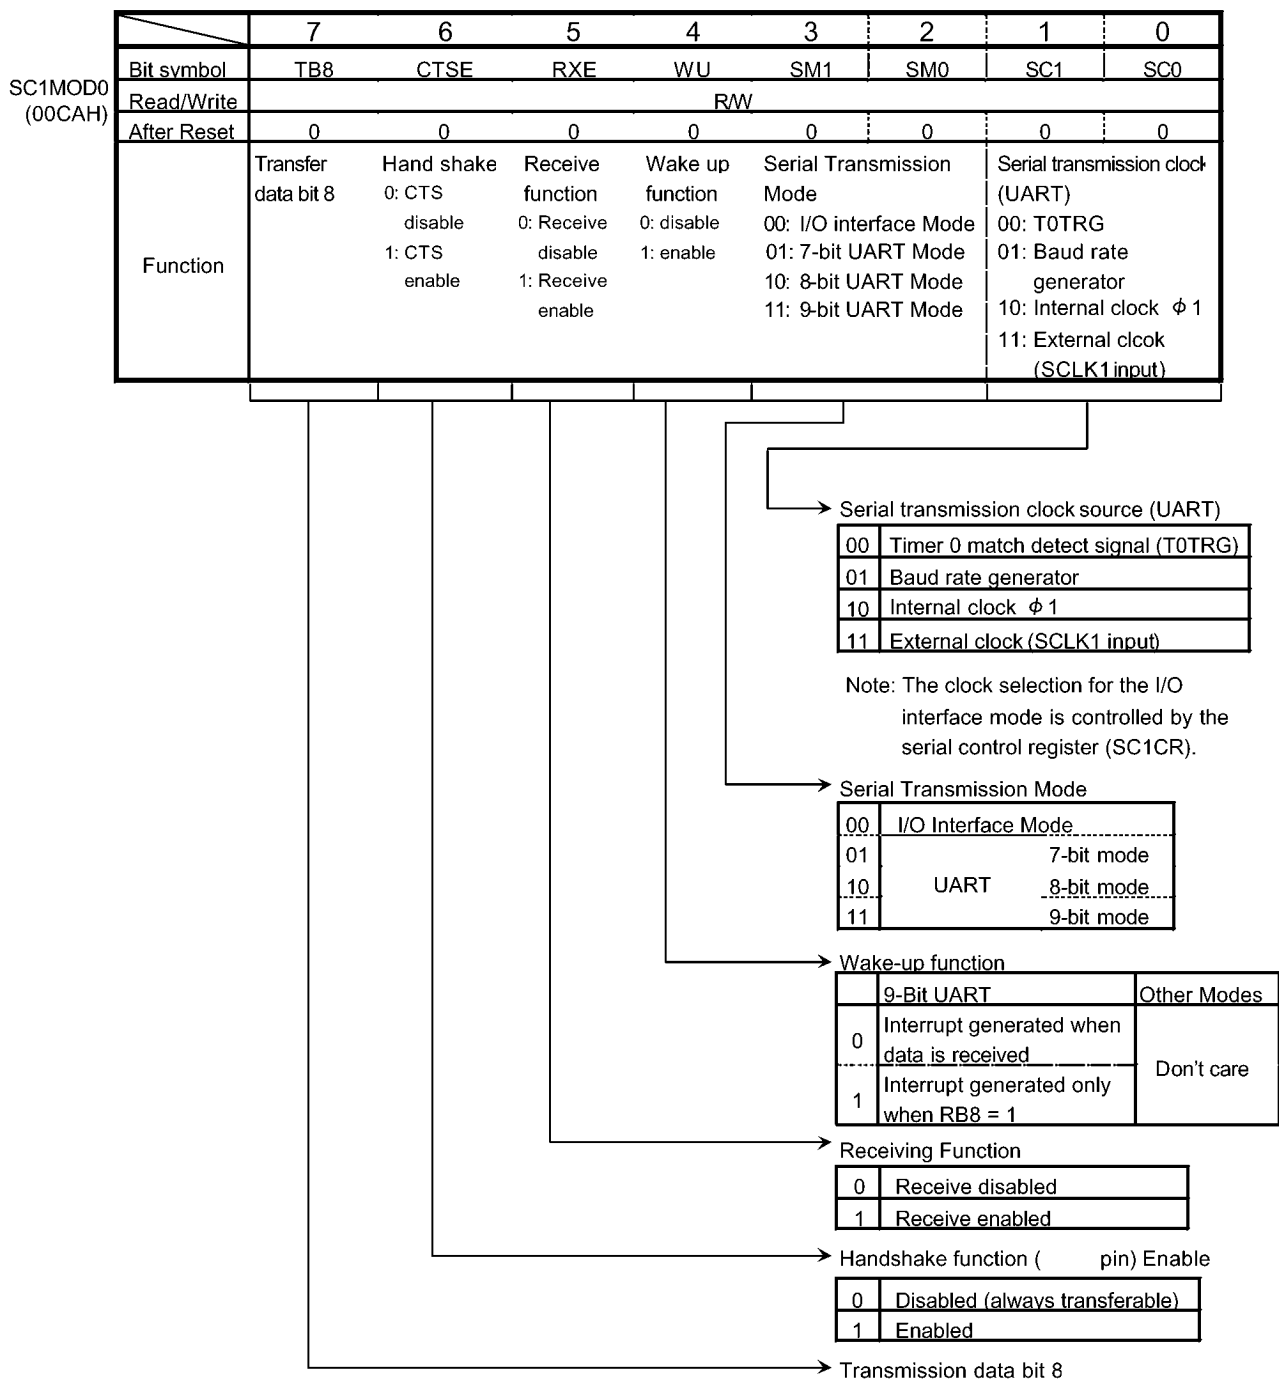 7 6 5 4 3 2 1 0
Bit symbol TB8 CTSE RXE WU SM1 SM0 SC1 SC0
SC1MOD0
(00CAH)
Read/Write R/W
After Reset 0 0 0 0 0 0 0 0
Function
Transfer
data bit 8
Hand shake
0: CTS
disable
1: CTS
enable
Receive
function
0: Receive
disable
1: Receive
enable
Wake up
function
0: disable
1: enable
Serial Transmission
Mode
00: I/O interface Mode
01: 7-bit UART Mode
10: 8-bit UART Mode
11: 9-bit UART Mode
Serial transmission clock
(UART)
00: T0TRG
01: Baud rate
generator
10: Internal clock ϕ1
11: External clcok
(SCLK1 input)
Serial transmission clock source (UART)
00 Timer 0 match detect signal (T0TRG)
01 Baud rate generator
10 Internal clock ϕ1
11 External clock (SCLK1 input)
Note: The clock selection for the I/O
interface mode is controlled by the
serial control register (SC1CR).
Serial Transmission Mode
00 I/O Interface Mode
01 7-bit mode
10 UART 8-bit mode
11 9-bit mode
Wake-up function
9-Bit UART Other Modes
0 Interrupt generated when
data is received
Don't care
1 Interrupt generated only
when RB8 = 1
Receiving Function
0 Receive disabled
1 Receive enabled
Handshake function ( pin) Enable
0 Disabled (always transferable)
1 Enabled
Transmission data bit 8